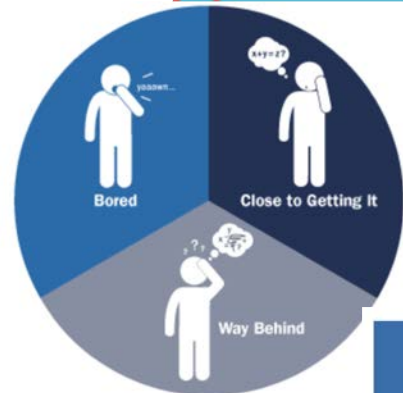 yaaawn...
Bored
x+y=z?
Close to Getting It
? ? ?
?
Way Behind